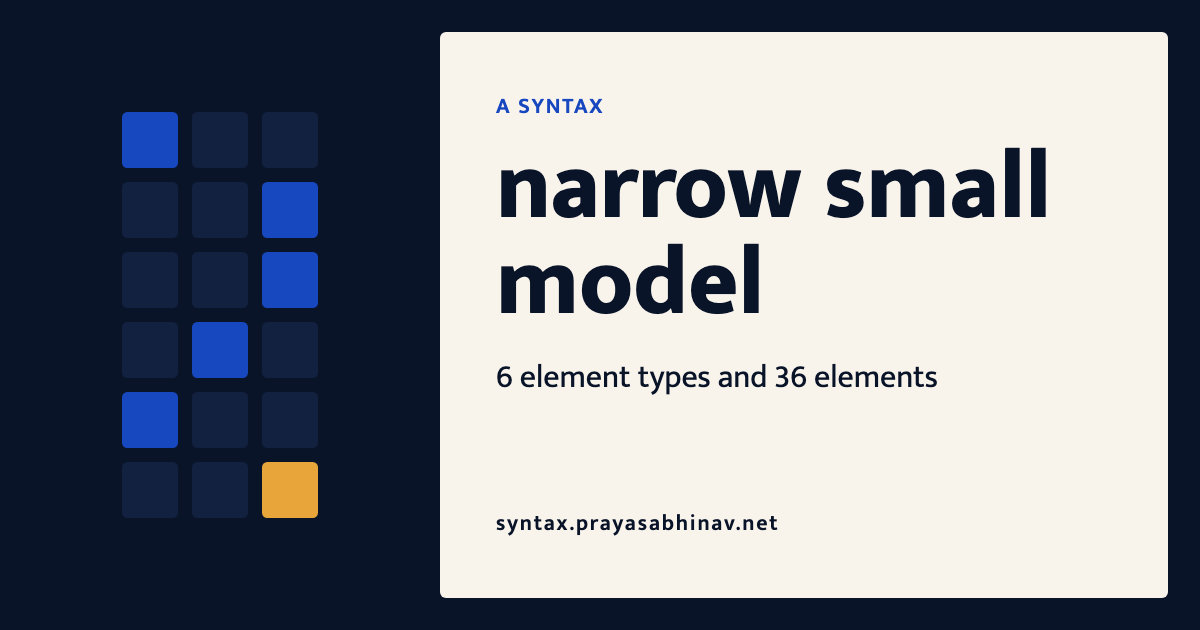 A SYNTAX
narrow small
model
6 element types and 36 elements
syntax.prayasabhinav.net